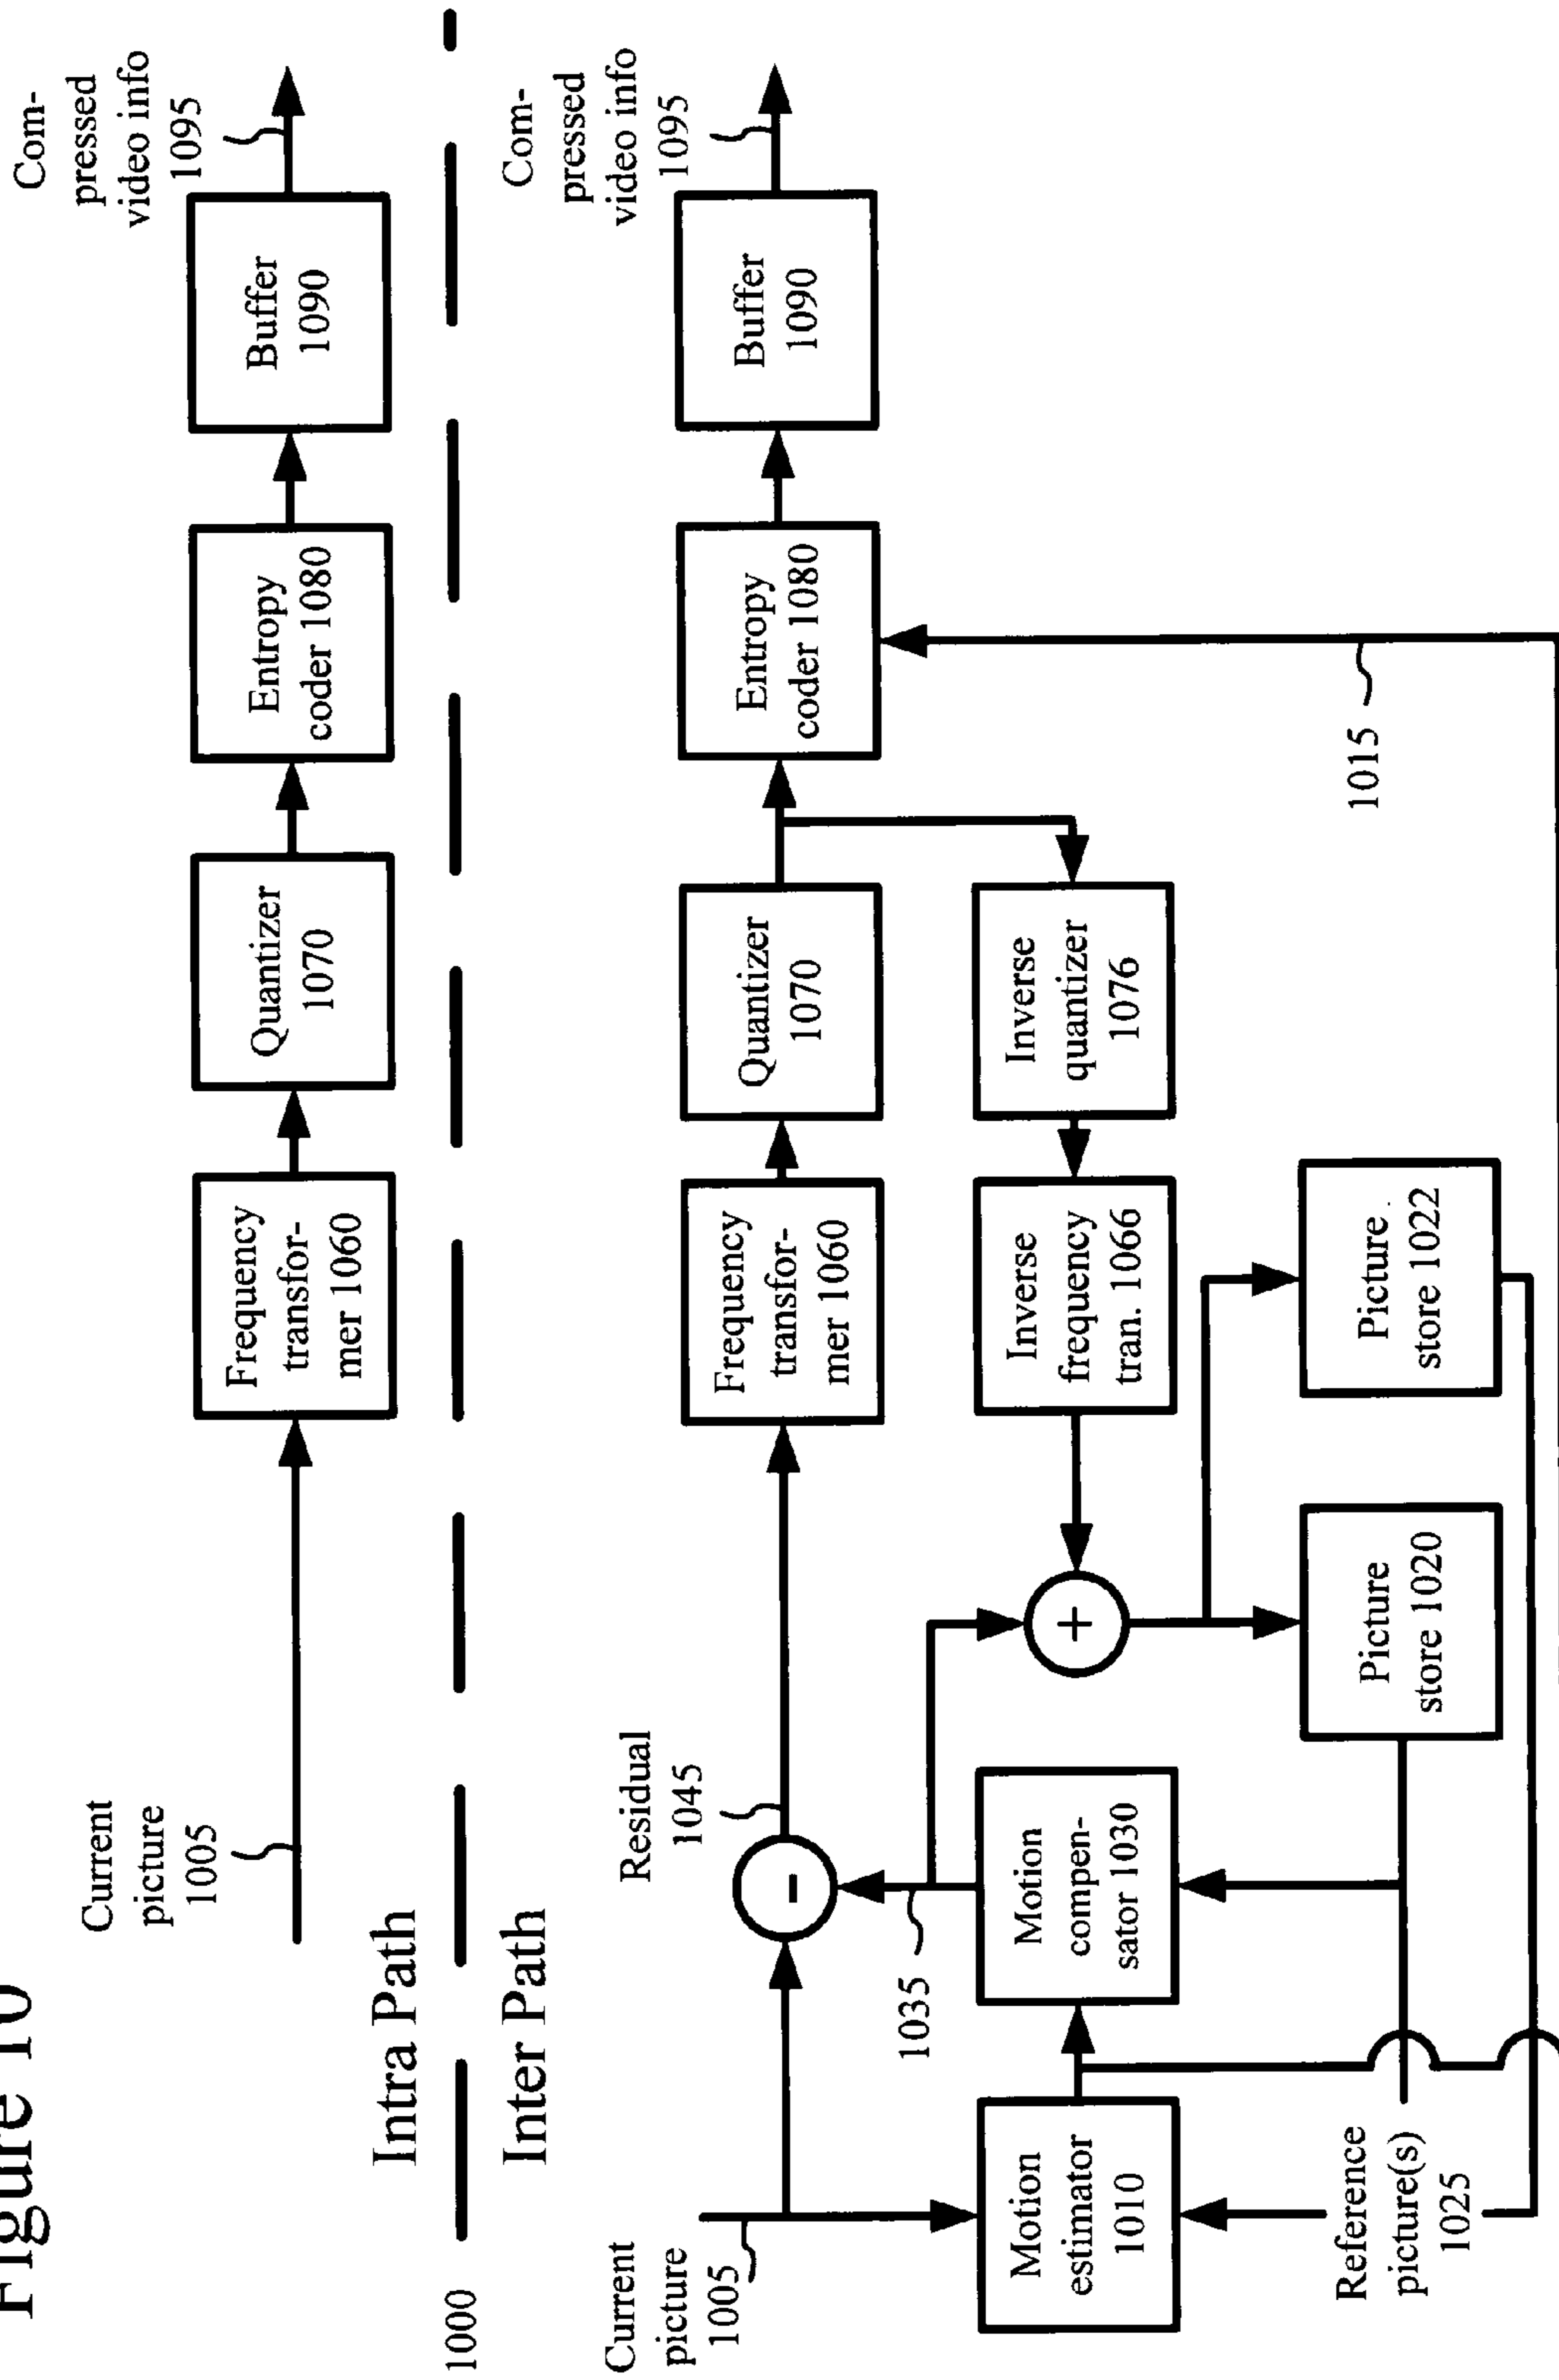 Figure 10
Current
picture
1005
Frequency
transfor-
mer 1060
Quantizer
1070
Entropy
coder 1080
Buffer
1090
Com-
pressed
video info
1095
Intra Path
1000
Inter Path
Current
picture
1005
Residual
1045
Frequency
transfor-
mer 1060
Quantizer
1070
Entropy
coder 1080
Buffer
1090
Com-
pressed
video info
1095
1035
Motion
estimator
1010
Motion
compen-
sator 1030
+
-
Inverse
frequency
tran. 1066
Inverse
quantizer
1076
Reference
picture(s)
1025
Picture
store 1020
Picture
store 1022
1015